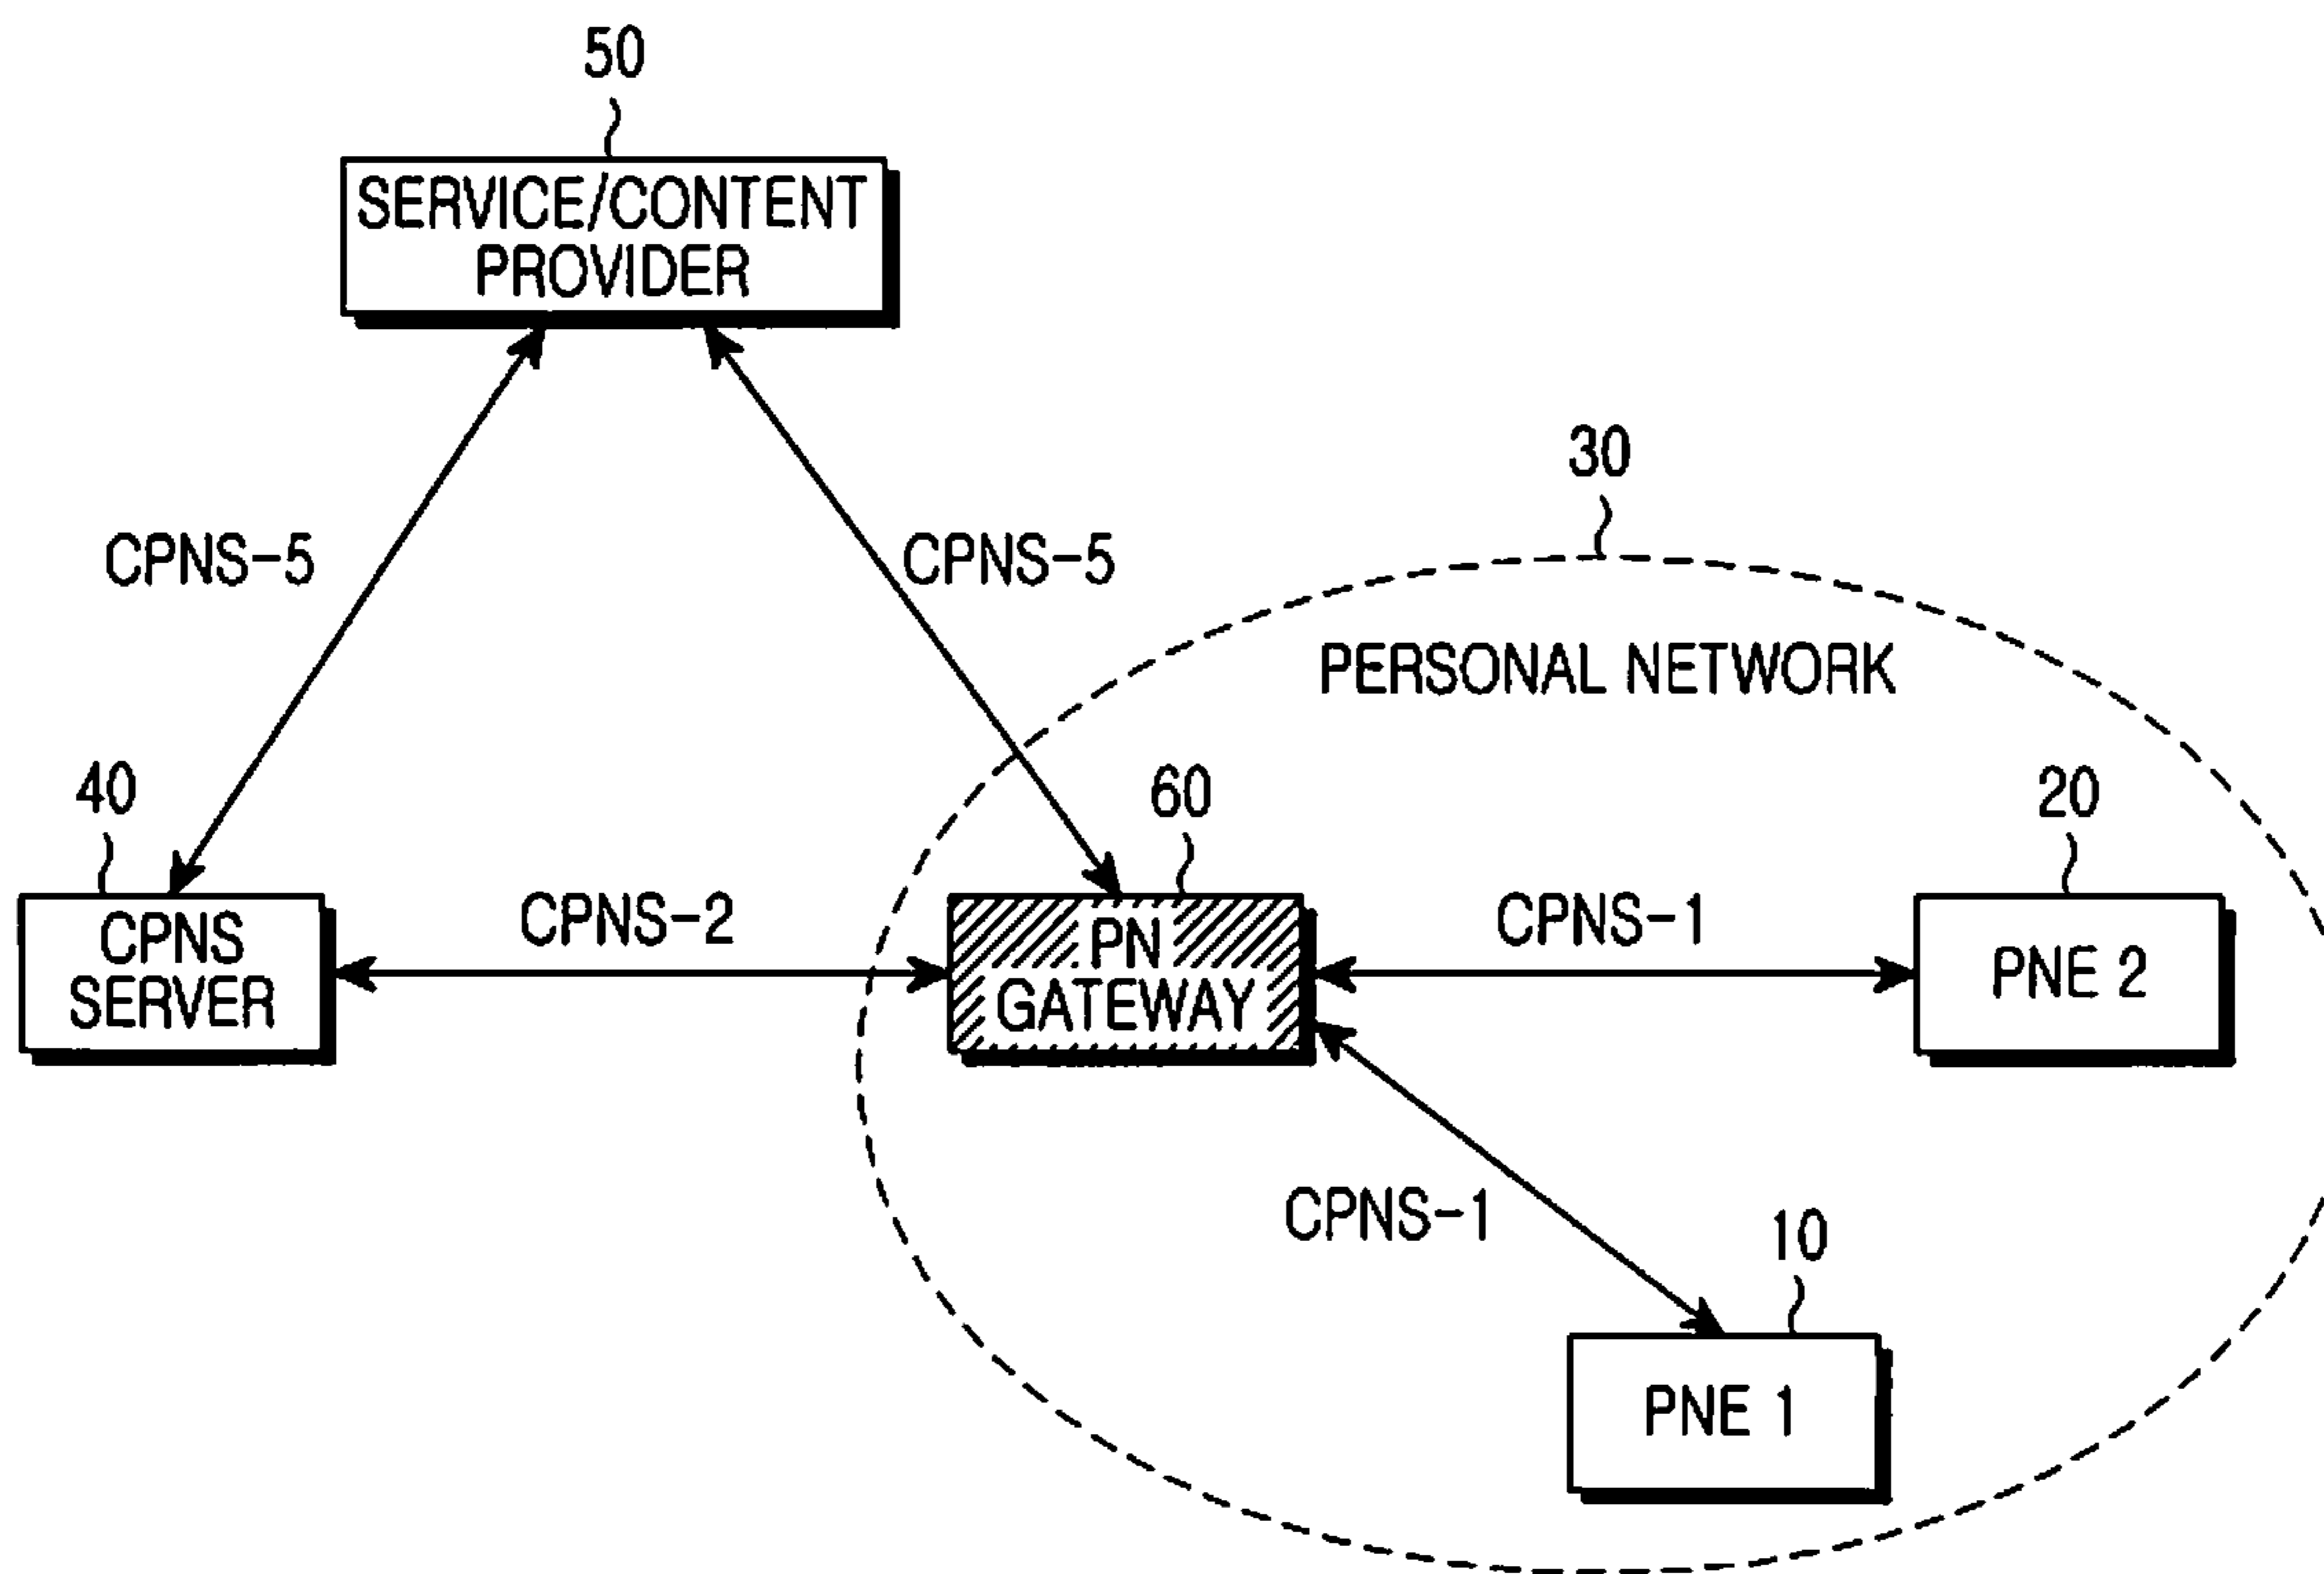 50
SERVICE/CONTENT
PROVIDER
30
CPNS-5
CPNS-5
PERSONAL NETWORK
40
60
20
CPNS
SERVER
CPNS-2
PN
GATEWAY
CPNS-1
PNE 2
CPNS-1
10
PNE 1